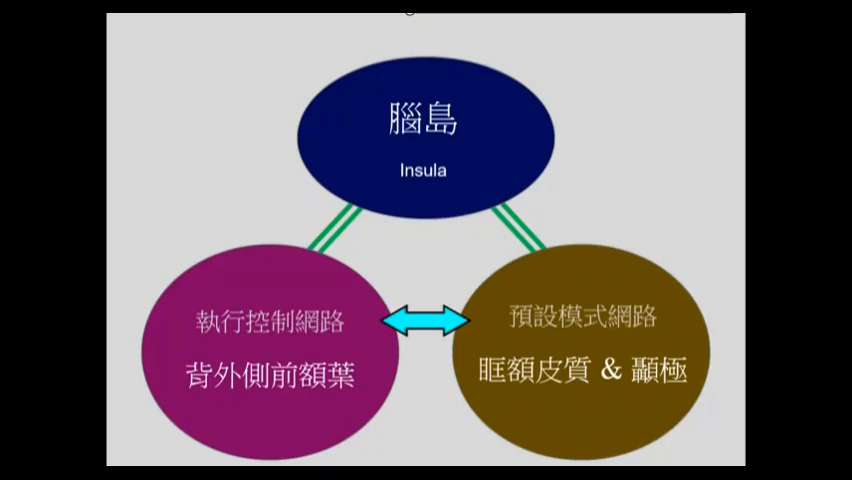 腦島
Insula
執行控制網路
背外側前額葉
預設模式網路
眶額皮質 & 顳極